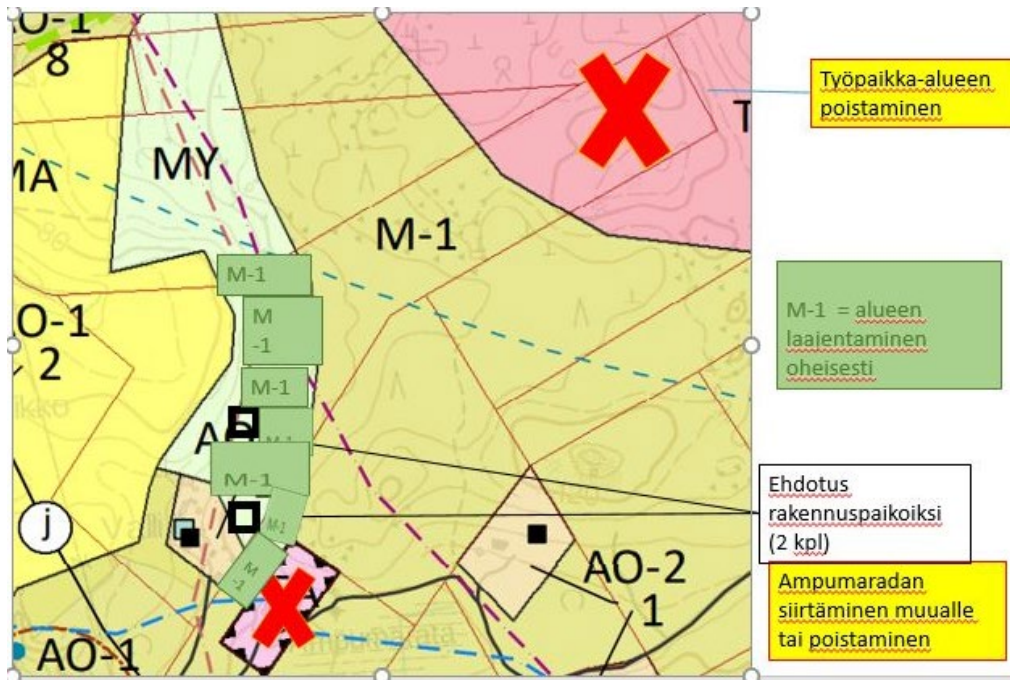 AO-1
8
Työpaikka-alueen
poistaminen
T
MA
MY
M-1
M-1
M
-1
M-1 = alueen
laajentaminen
oheisesti
O-1
2
M-1
AO
M-1
M-1
Ehdotus
rakennuspaikoiksi
(2 kpl)
j
M-1
AO-2
1
M
-1
Ampumaradan
siirtäminen muualle
tai poistaminen
AO-1